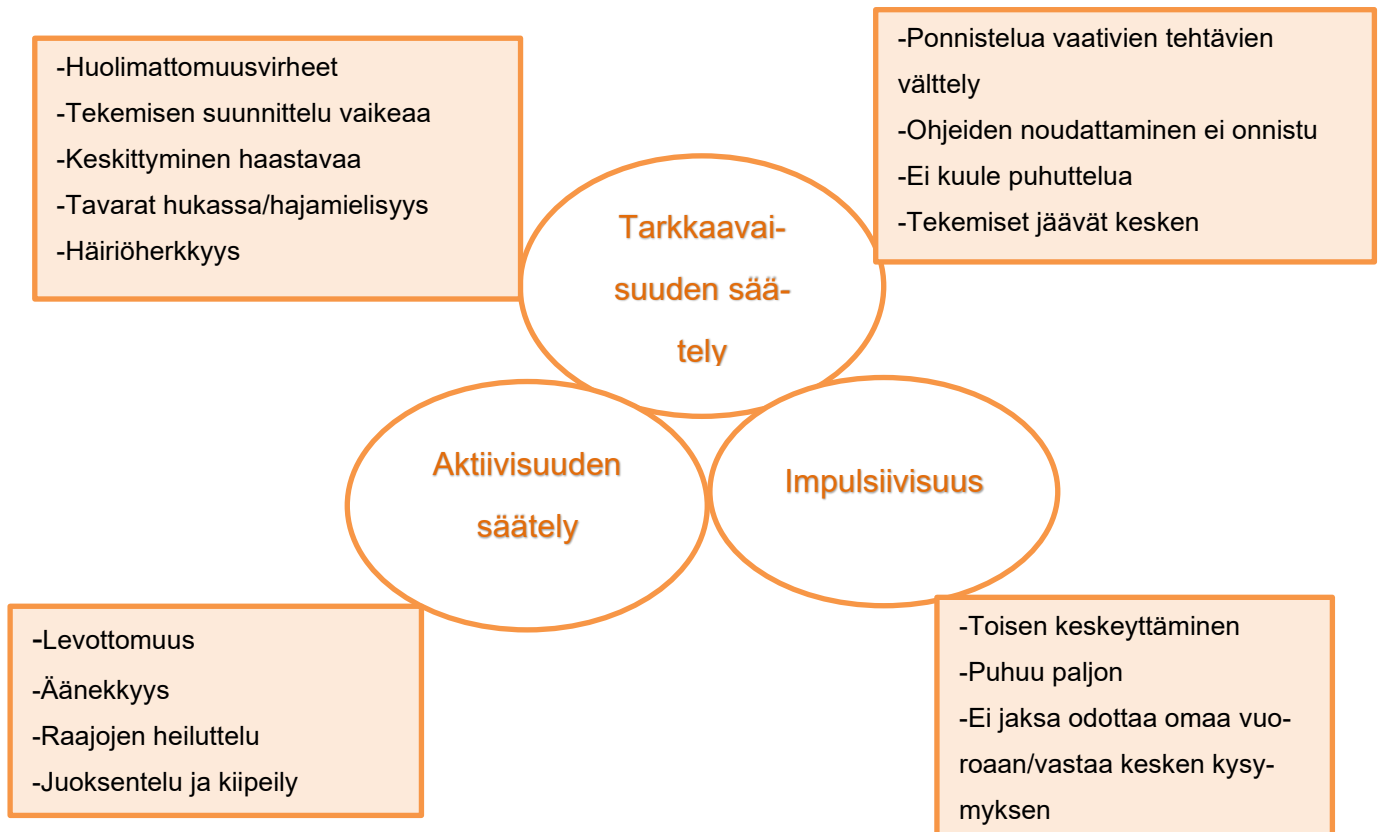 -Huolimattomuusvirheet
-Tekemisen suunnittelu vaikeaa
-Keskittyminen haastavaa
-Tavarat hukassa/hajamielisyys
-Häiriöherkkyys
-Ponnistelua vaativien tehtävien
välttely
-Ohjeiden noudattaminen ei onnistu
-Ei kuule puhuttelua
-Tekemiset jäävät kesken
Tarkkaavai-
suuden sää-
tely
Aktiivisuuden
säätely
Impulsiivisuus
-Levottomuus
-Äänekkyys
-Raajojen heiluttelu
-Juoksentelu ja kiipeily
-Toisen keskeyttäminen
-Puhuu paljon
-Ei jaksa odottaa omaa vuo-
roaan/vastaa kesken kysy-
myksen